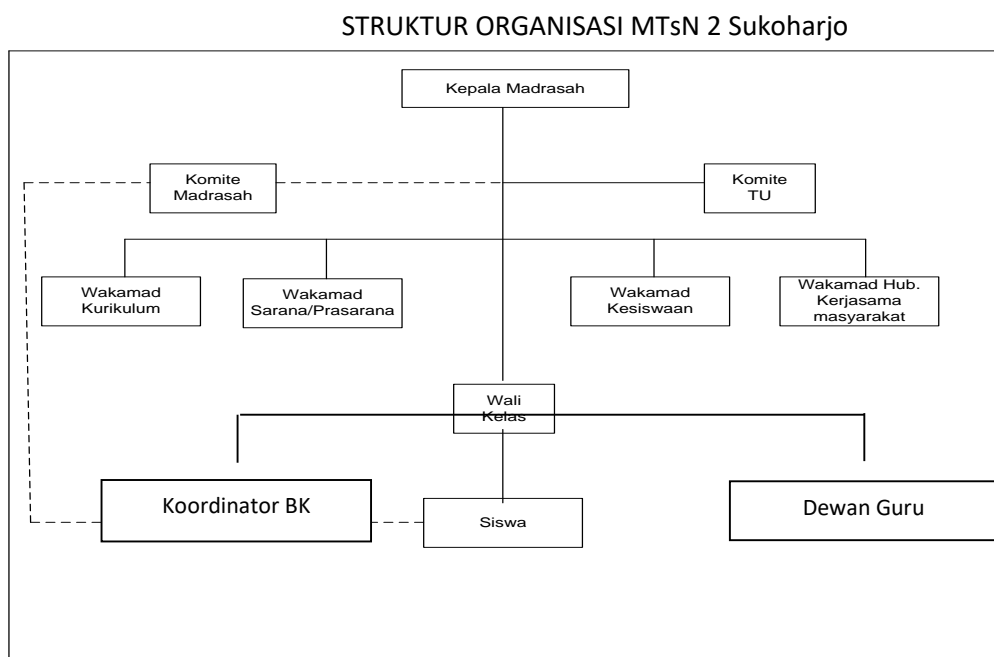 STRUKTUR ORGANISASI MTsN 2 Sukoharjo
Kepala Madrasah
Komite
Madrasah
Komite
TU
Wakamad
Kurikulum
Wakamad
Sarana/Prasarana
Wakamad
Kesiswaan
Wakamad Hub.
Kerjasama
masyarakat
Wali
Kelas
Koordinator BK
Siswa
Dewan Guru